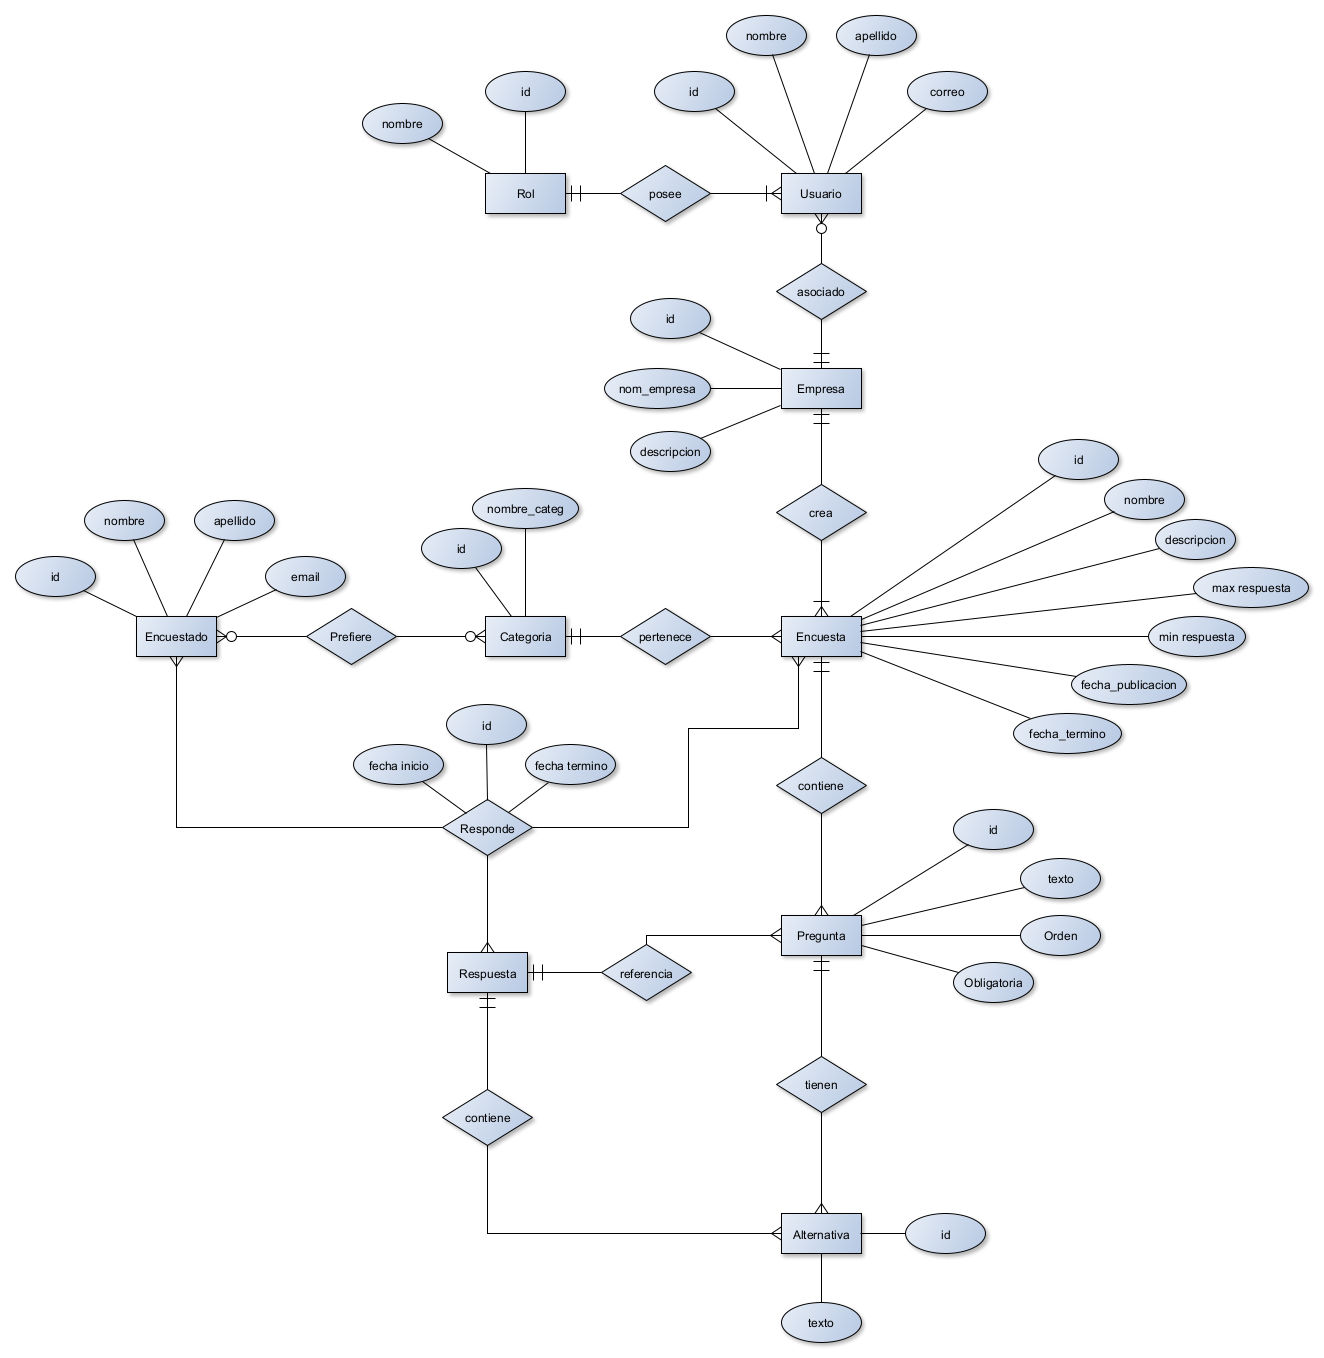 nombre
apellido
id
id
correo
nombre
Rol
posee
Usuario
asociado
id
nom_empresa
Empresa
descripcion
id
nombre
nombre_categ
crea
nombre
apellido
descripcion
id
id
email
max respuesta
Encuestado
Prefiere
Categoria
pertenece
Encuesta
min respuesta
fecha_publicacion
id
fecha_termino
fecha inicio
fecha termino
contiene
Responde
id
texto
Pregunta
Orden
Respuesta
referencia
Obligatoria
tienen
contiene
Alternativa
id
texto